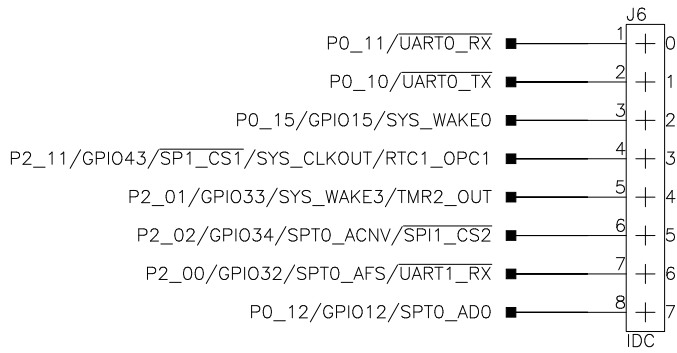 J6
P0_11/UART0_RX 1 0
P0_10/UART0_TX 2 1
P0_15/GPIO15/SYS_WAKE0 3 2
P2_11/GPIO43/SP1_CS1/SYS_CLKOUT/RTC1_OPC1 4 3
P2_01/GPIO33/SYS_WAKE3/TMR2_OUT 5 4
P2_02/GPIO34/SPT0_ACNV/SPI1_CS2 6 5
P2_00/GPIO32/SPT0_AFS/UART1_RX 7 6
P0_12/GPIO12/SPT0_AD0 8 7
IDC